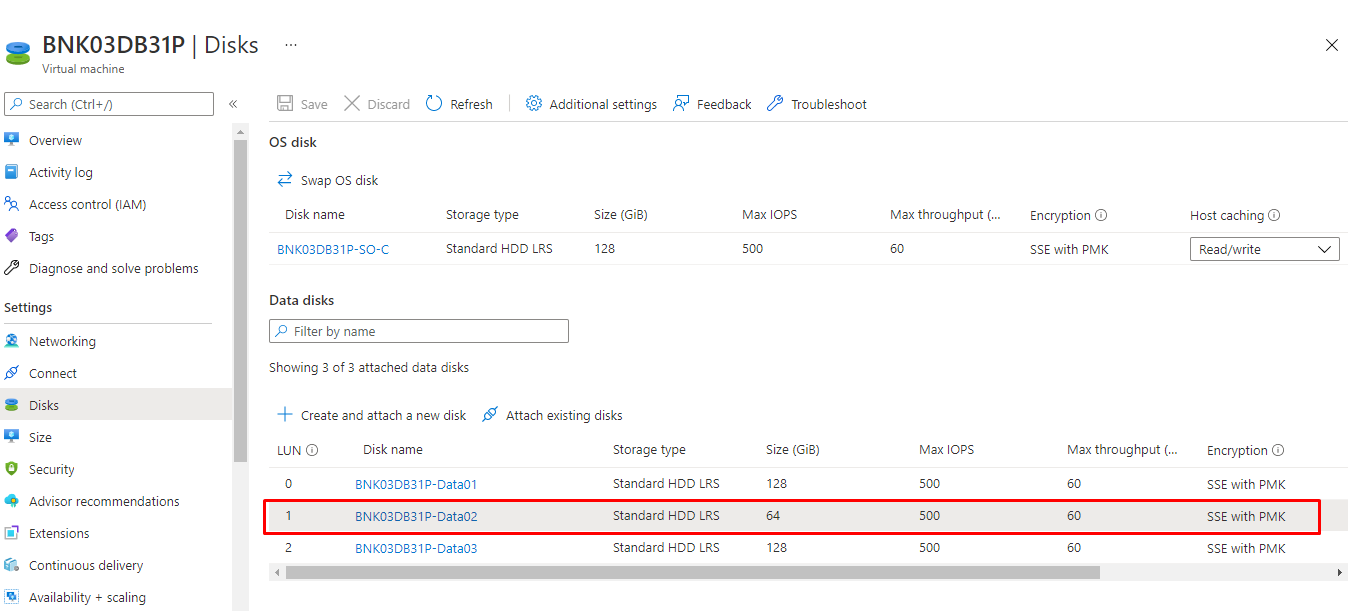 BNK03DB31P | Disks ...
Virtual machine
Search (Ctrl+/) «
Overview
Activity log
Access control (IAM)
Tags
Diagnose and solve problems
Settings
Networking
Connect
Disks
Size
Security
Advisor recommendations
Extensions
Continuous delivery
Availability + scaling
Save Discard Refresh Additional settings Feedback Troubleshoot
OS disk
Swap OS disk
Disk name Storage type Size (GiB) Max IOPS Max throughput (... Encryption Host caching
BNK03DB31P-SO-C Standard HDD LRS 128 500 60 SSE with PMK Read/write
Data disks
Filter by name
Showing 3 of 3 attached data disks
Create and attach a new disk Attach existing disks
LUN Disk name Storage type Size (GiB) Max IOPS Max throughput (... Encryption
0 BNK03DB31P-Data01 Standard HDD LRS 128 500 60 SSE with PMK
1 BNK03DB31P-Data02 Standard HDD LRS 64 500 60 SSE with PMK
2 BNK03DB31P-Data03 Standard HDD LRS 128 500 60 SSE with PMK